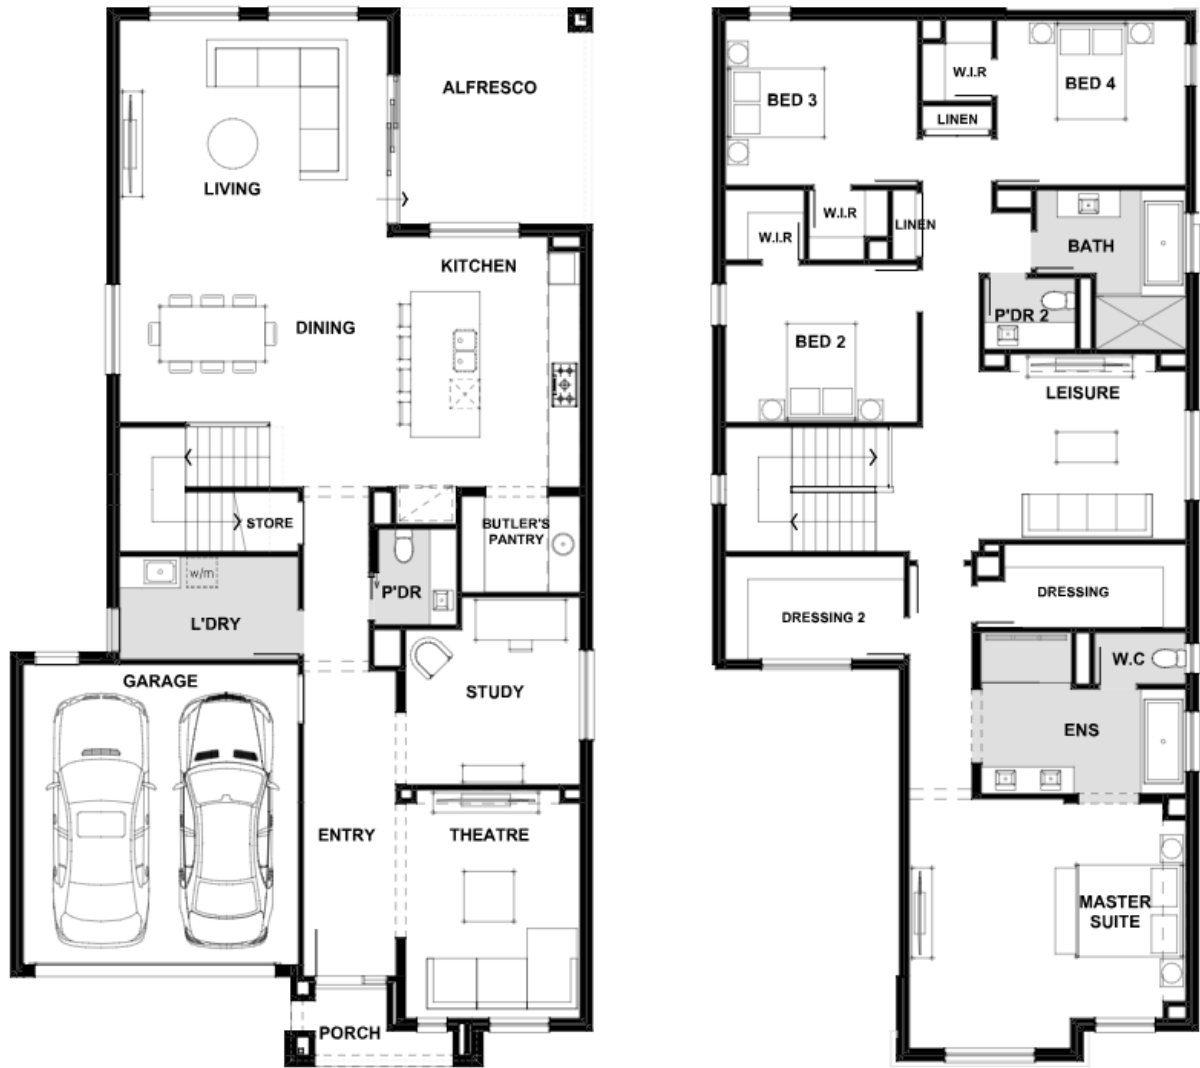 ALFRESCO
LIVING
KITCHEN
DINING
STORE
BUTLER'S
PANTRY
w/m
P'DR
L'DRY
GARAGE
STUDY
ENTRY
THEATRE
PORCH
W.I.R
BED 3
BED 4
LINEN
W.I.R
LINEN
W.I.R
BATH
P'DR 2
BED 2
LEISURE
DRESSING
DRESSING 2
W.C
ENS
MASTER
SUITE